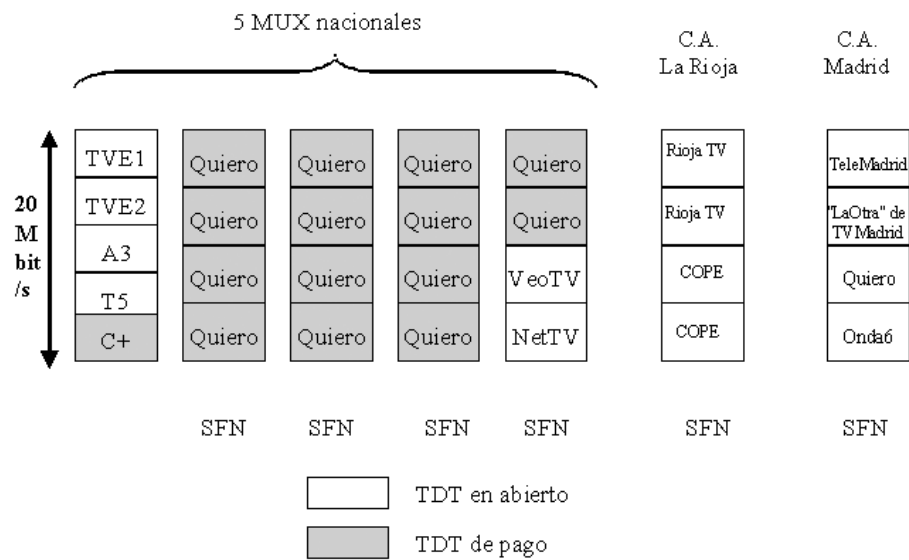 5 MUX nacionales
C.A.
La Rioja
C.A.
Madrid
20
M
bit
/s
TVE1
TVE2
A3
T5
C+
Quiero
Quiero
Quiero
Quiero
Quiero
Quiero
Quiero
Quiero
Quiero
Quiero
Quiero
Quiero
Quiero
Quiero
VeoTV
NetTV
Rioja TV
Rioja TV
COPE
COPE
TeleMadrid
"LaOtra" de
TV Madrid
Quiero
Onda6
SFN
SFN
SFN
SFN
SFN
SFN
TDT en abierto
TDT de pago